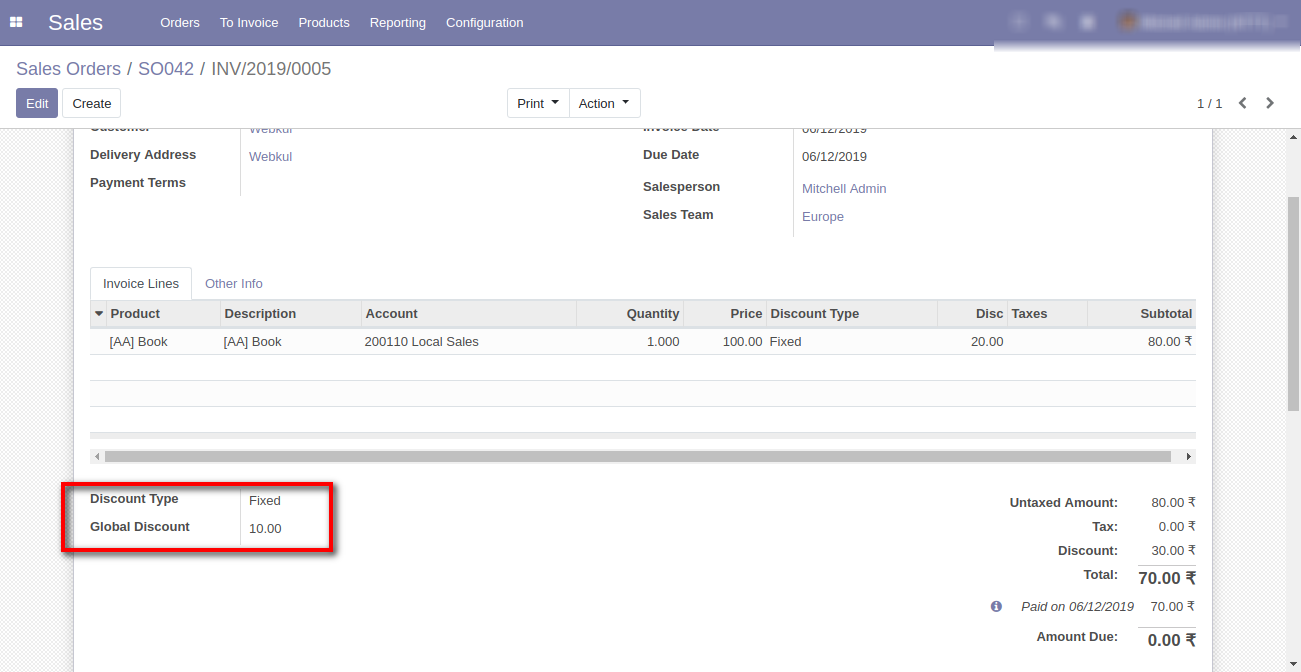 Sales Orders To Invoice Products Reporting Configuration
Sales Orders / SO042 / INV/2019/0005
Edit Create Print Action 1 / 1
Customer Webkul Invoice Date 06/12/2019
Delivery Address Webkul Due Date 06/12/2019
Payment Terms
Salesperson Mitchell Admin
Sales Team Europe
Invoice Lines Other Info
Product Description Account Quantity Price Discount Type Disc Taxes Subtotal
[AA] Book [AA] Book 200110 Local Sales 1.000 100.00 Fixed 20.00 80.00 ₹
Discount Type Fixed
Global Discount 10.00
Untaxed Amount: 80.00 ₹
Tax: 0.00 ₹
Discount: 30.00 ₹
Total: 70.00 ₹
Paid on 06/12/2019 70.00 ₹
Amount Due: 0.00 ₹